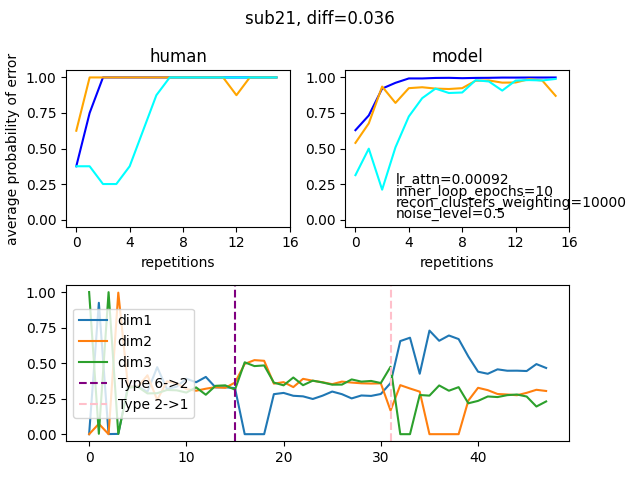 sub21, diff=0.036
human
model
average probability of error
1.00
0.75
0.50
0.25
0.00
0 4 8 12 16
repetitions
1.00
0.75
0.50
0.25
0.00
lr_attn=0.00092
inner_loop_epochs=10
recon_clusters_weighting=10000
noise_level=0.5
0 4 8 12 16
repetitions
1.00
0.75
0.50
0.25
0.00
dim1
dim2
dim3
Type 6->2
Type 2->1
0 10 20 30 40